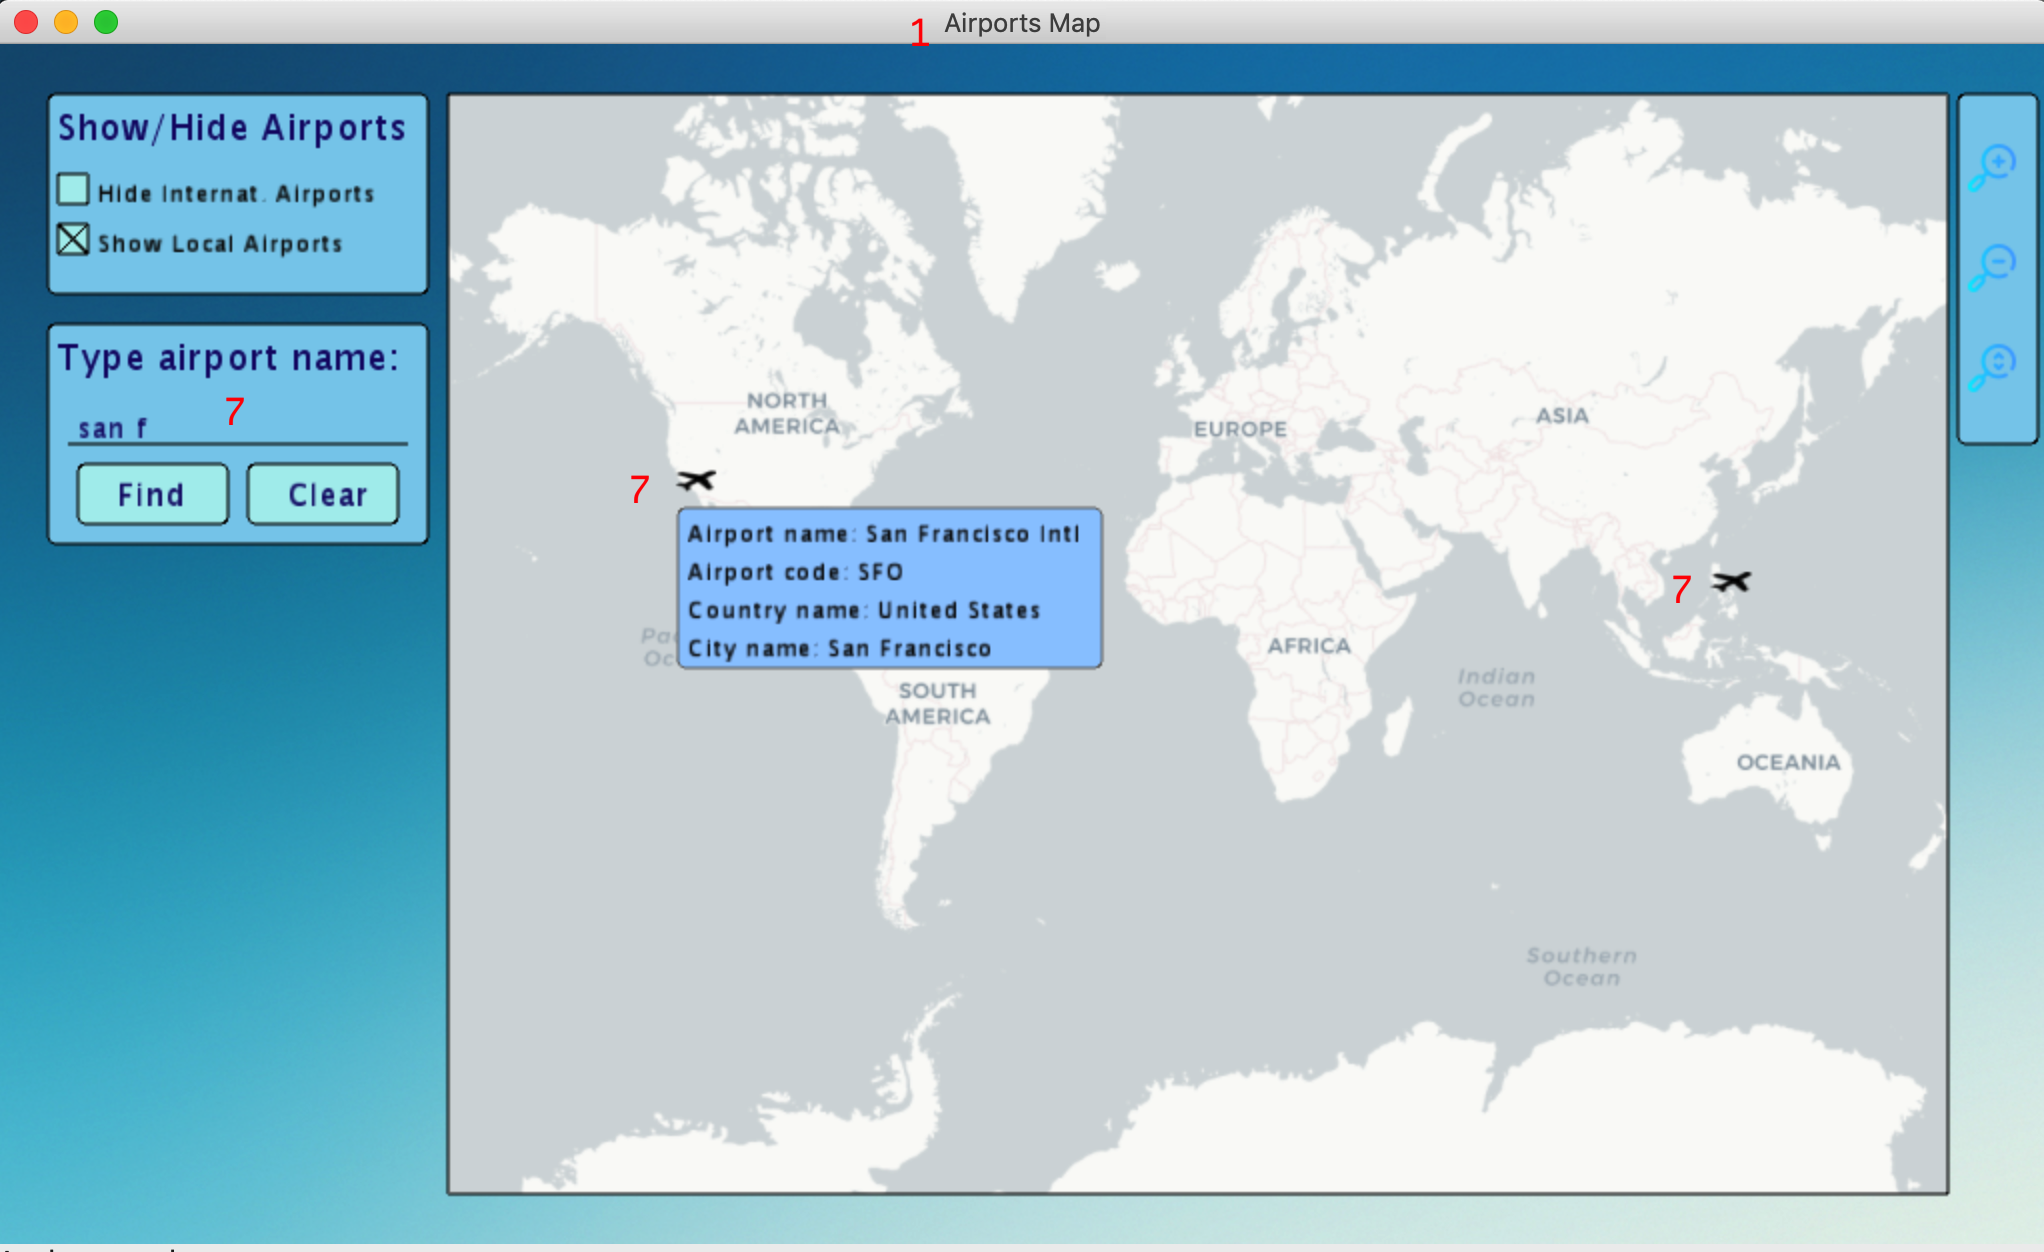 1 Airports Map
Show/Hide Airports
Hide Internat. Airports
Show Local Airports
Type airport name:
7
san f
Find
Clear
NORTH
AMERICA
EUROPE
ASIA
7
Airport name: San Francisco Intl
Airport code: SFO
Country name: United States
City name: San Francisco
7
AFRICA
Indian
Ocean
SOUTH
AMERICA
OCEANIA
Southern
Ocean